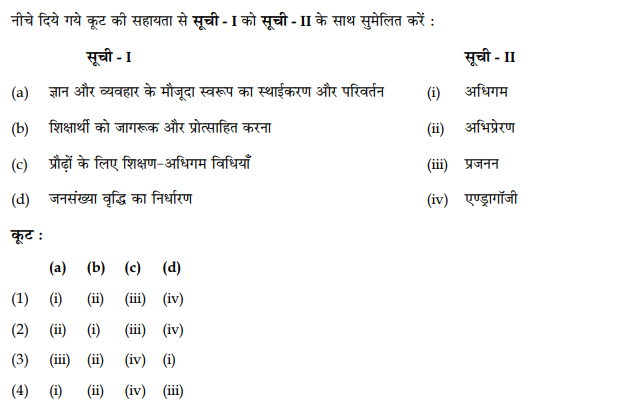 नीचे दिये गये कूट की सहायता से सूची - I को सूची - II के साथ सुमेलित करें :
सूची - I सूची - II
(a) ज्ञान और व्यवहार के मौजूदा स्वरूप का स्थाईकरण और परिवर्तन (i) अधिगम
(b) शिक्षार्थी को जागरूक और प्रोत्साहित करना (ii) अभिप्रेरण
(c) प्रौढ़ों के लिए शिक्षण-अधिगम विधियाँ (iii) प्रजनन
(d) जनसंख्या वृद्धि का निर्धारण (iv) एण्ड्रागॉजी
कूट :
(a) (b) (c) (d)
(1) (i) (ii) (iii) (iv)
(2) (ii) (i) (iii) (iv)
(3) (iii) (ii) (iv) (i)
(4) (i) (ii) (iv) (iii)